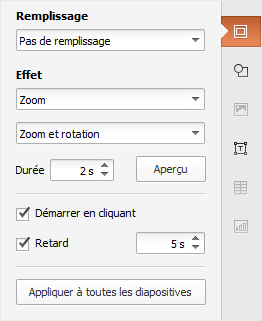 Remplissage
Pas de remplissage
Effet
Zoom
Zoom et rotation
Durée 2 s Aperçu
Démarrer en cliquant
Retard 5 s
Appliquer à toutes les diapositives